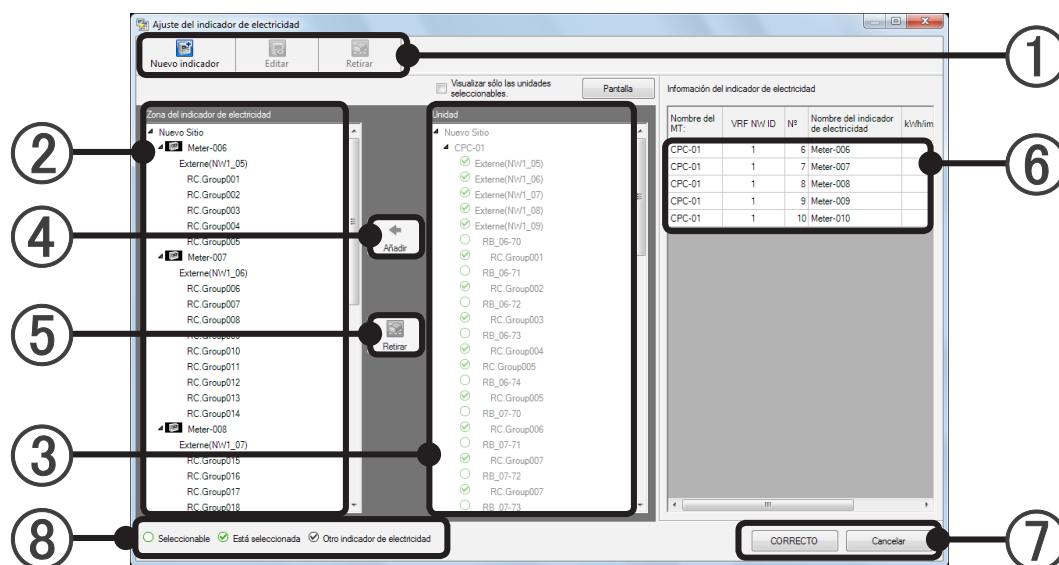 Ajuste del indicador de electricidad
Nuevo indicador
Editar
Retirar
Visualizar sólo las unidades
seleccionables.
Pantalla
Zona del indicador de electricidad
Nuevo Sitio
Meter-006
Externe(NW1_05)
RC.Group001
RC.Group002
RC.Group003
RC.Group004
RC.Group005
Meter-007
Externe(NW1_06)
RC.Group006
RC.Group007
RC.Group008
RC.Group010
RC.Group011
RC.Group012
RC.Group013
RC.Group014
Meter-008
Externe(NW1_07)
RC.Group015
RC.Group016
RC.Group017
RC.Group018
Añadir
Retirar
Unidad
Nuevo Sitio
CPC-01
Externe(NW1_05)
Externe(NW1_06)
Externe(NW1_07)
Externe(NW1_08)
Externe(NW1_09)
RB_06-70
RC.Group001
RB_06-71
RC.Group002
RB_06-72
RC.Group003
RB_06-73
RC.Group004
RC.Group005
RB_06-74
RC.Group005
RB_07-70
RC.Group006
RB_07-71
RC.Group007
RB_07-72
RC.Group007
RB_07-73
Información del indicador de electricidad
Nombre del MT: VRF NW ID Nº Nombre del indicador de electricidad kWh/im
CPC-01 1 6 Meter-006
CPC-01 1 7 Meter-007
CPC-01 1 8 Meter-008
CPC-01 1 9 Meter-009
CPC-01 1 10 Meter-010
Seleccionable Está seleccionada Otro indicador de electricidad
CORRECTO
Cancelar
1
2
3
4
5
6
7
8